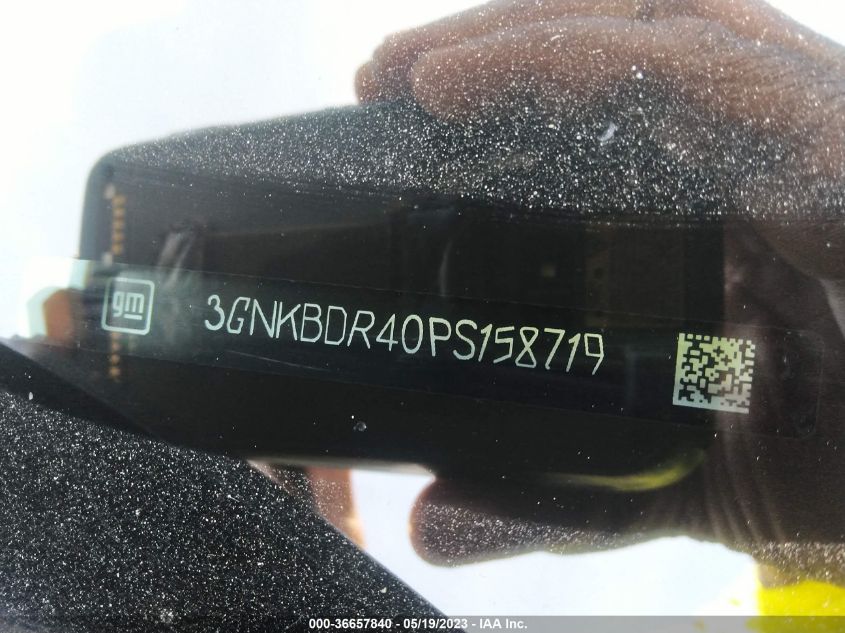 gm 3GNKBDR40PS158719
000-36657840 - 05/19/2023 - IAA Inc.